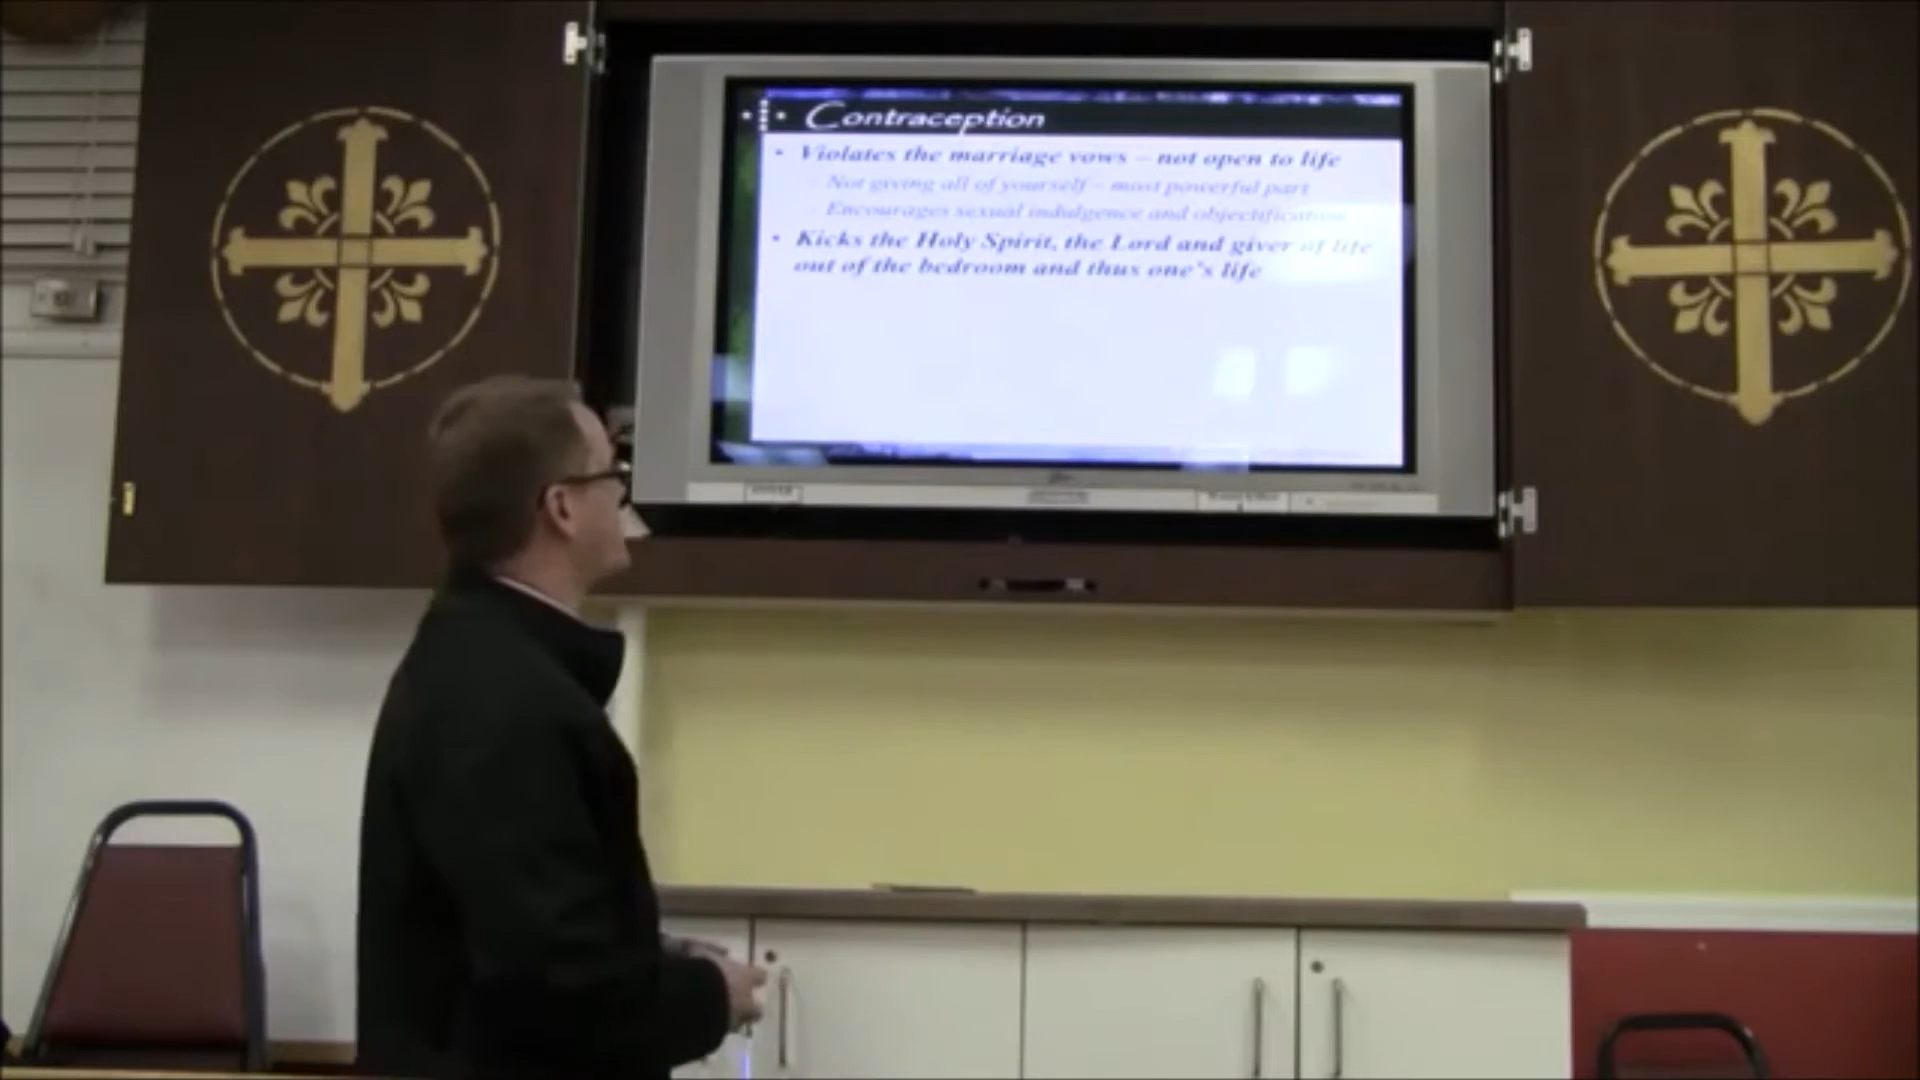 Contraception
• Violates the marriage vows – not open to life
– Not giving all of yourself – most powerful part
– Encourages sexual indulgence and objectification
• Kicks the Holy Spirit, the Lord and giver of life
out of the bedroom and thus one's life